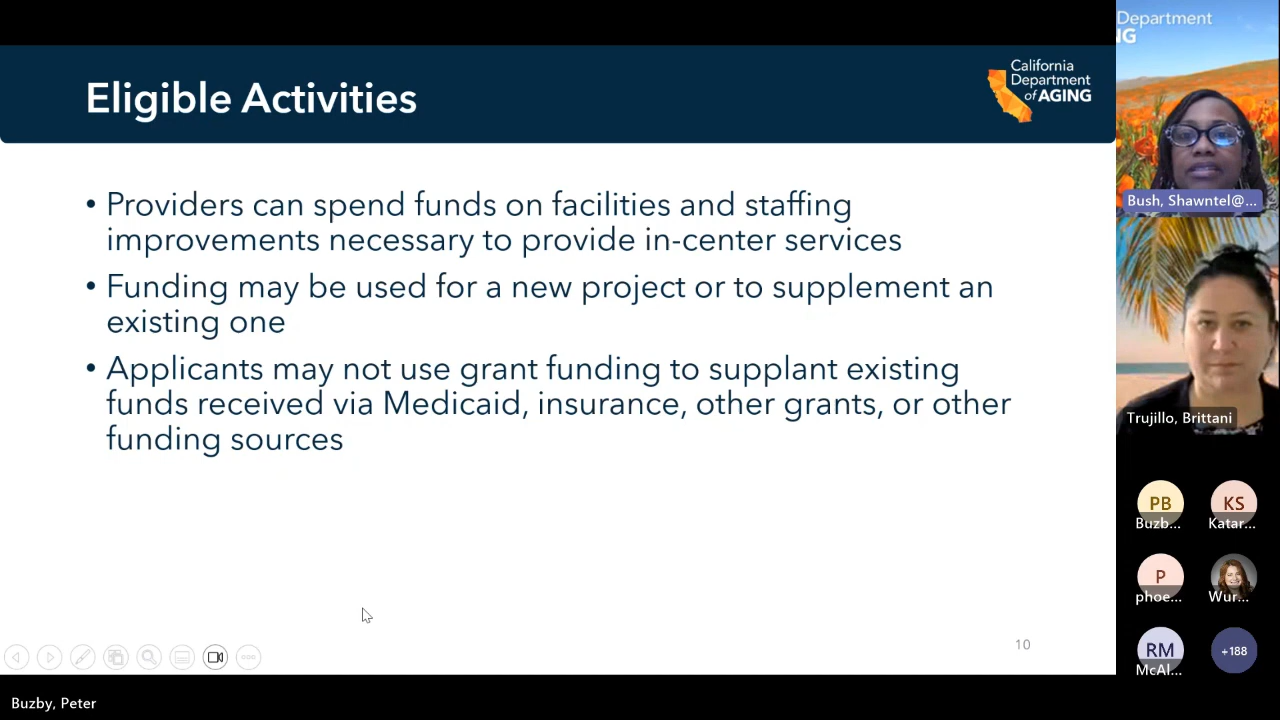 Eligible Activities
California
Department
of AGING
• Providers can spend funds on facilities and staffing
improvements necessary to provide in-center services
• Funding may be used for a new project or to supplement an
existing one
• Applicants may not use grant funding to supplant existing
funds received via Medicaid, insurance, other grants, or other
funding sources
10
Buzby, Peter
Department
NG
Bush, Shawntel@...
Trujillo, Brittani
PB
Buzb...
KS
Katar...
P
phoe...
Wur...
RM
McAl...
+188